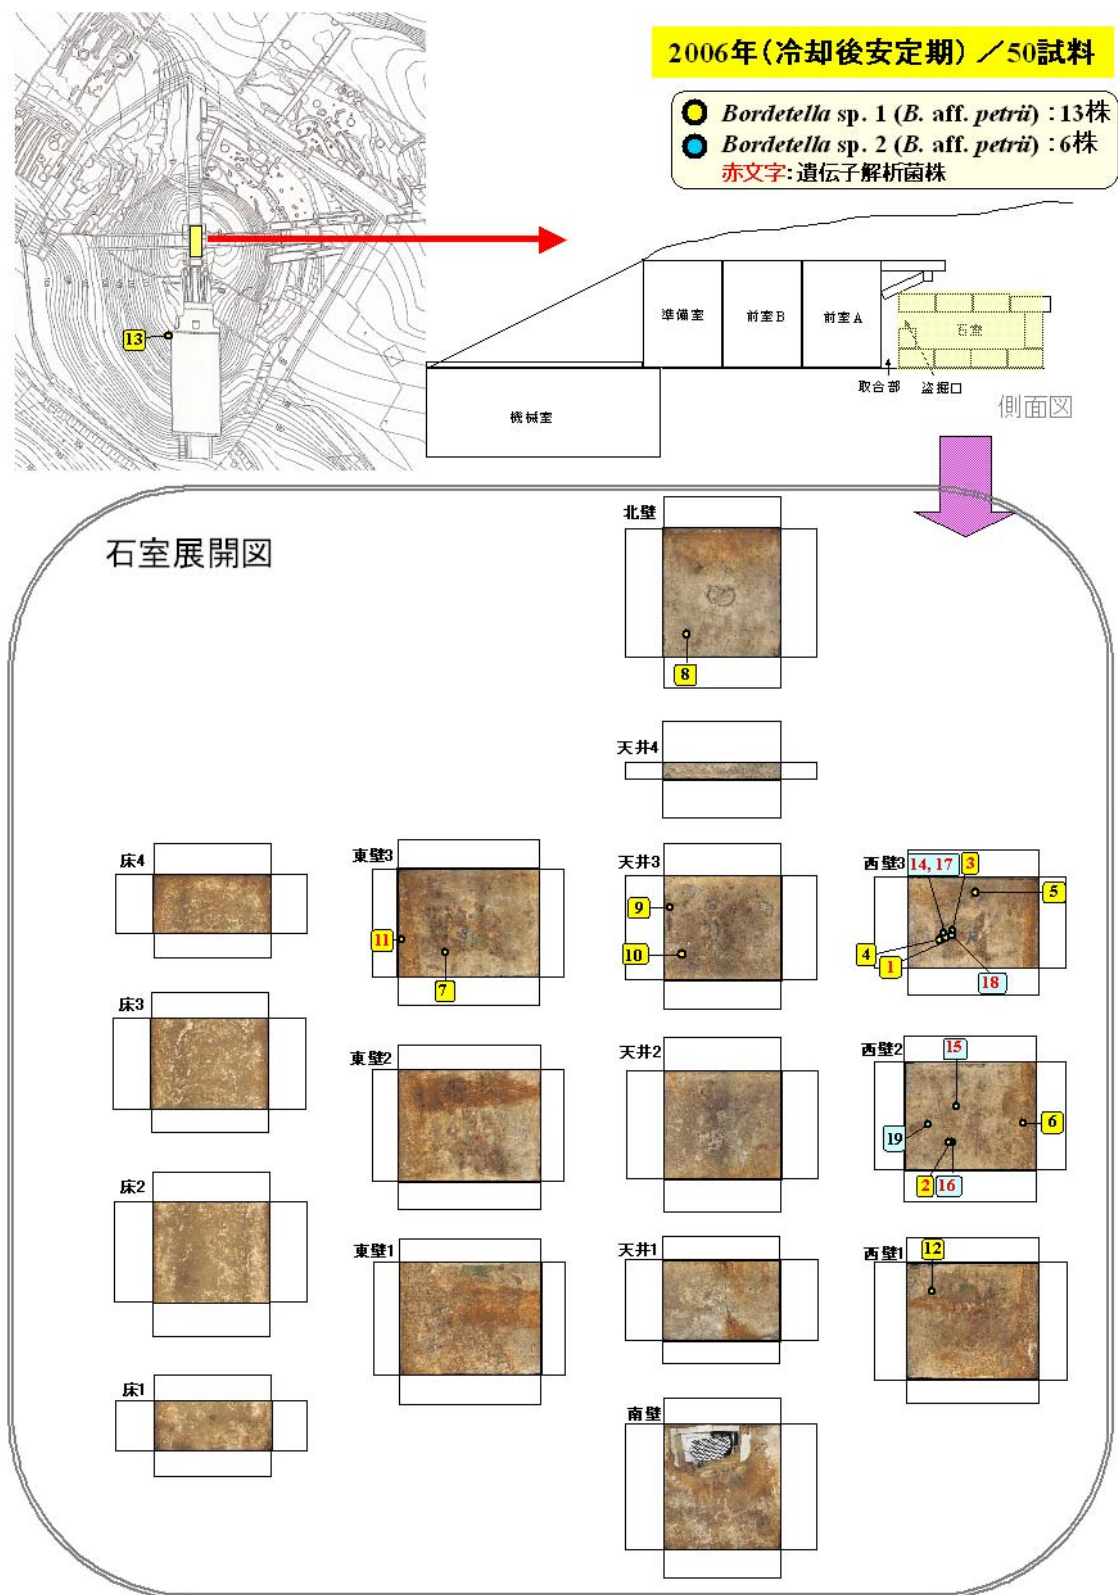 2006年(冷却後安定期)／50試料
Bordetella sp. 1 (B. aff. petrii) : 13株
Bordetella sp. 2 (B. aff. petrii) : 6株
赤文字: 遺伝子解析菌株
13
準備室
前室B
前室A
石室
取合部
盗掘口
機械室
側面図
石室展開図
北壁
8
天井4
床4
東壁3
天井3
西壁3
14, 17
3
5
9
11
10
4
1
7
18
床3
東壁2
天井2
西壁2
15
19
6
2
16
床2
東壁1
天井1
西壁1
12
床1
南壁